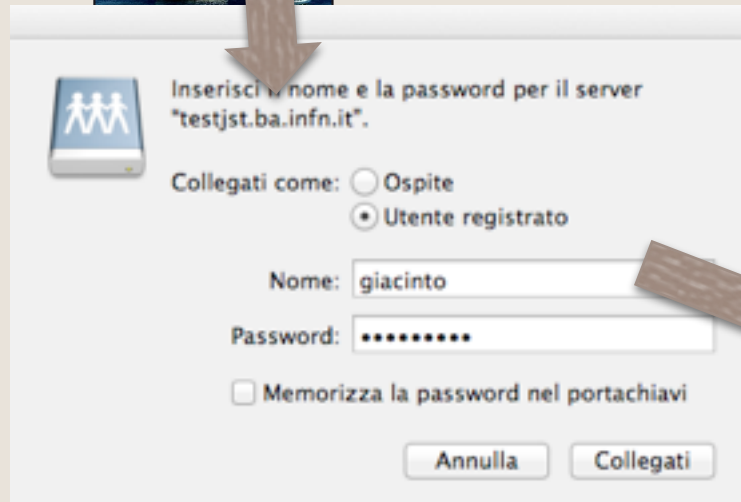 Inserisci il nome e la password per il server
"testjst.ba.infn.it".
Collegati come: Ospite
Utente registrato
Nome: giacinto
Password: •••••••••
Memorizza la password nel portachiavi
Annulla Collegati